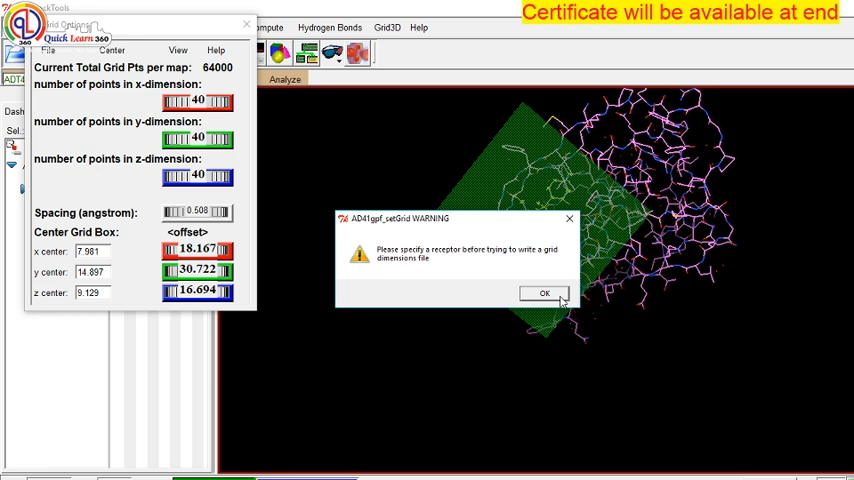 Certificate will be available at end
Quick Learn 360
360
File Center View Help
Hydrogen Bonds Grid3D Help
Current Total Grid Pts per map: 64000
number of points in x-dimension:
40
number of points in y-dimension:
40
number of points in z-dimension:
40
Spacing (angstrom): 0.508
Center Grid Box: <offset>
x center: 7.981 18.167
y center: 14.897 30.722
z center: 9.129 16.694
Analyze
Dash
Sel.:
AD41gpf_setGrid WARNING
Please specify a receptor before trying to write a grid
dimensions file
OK